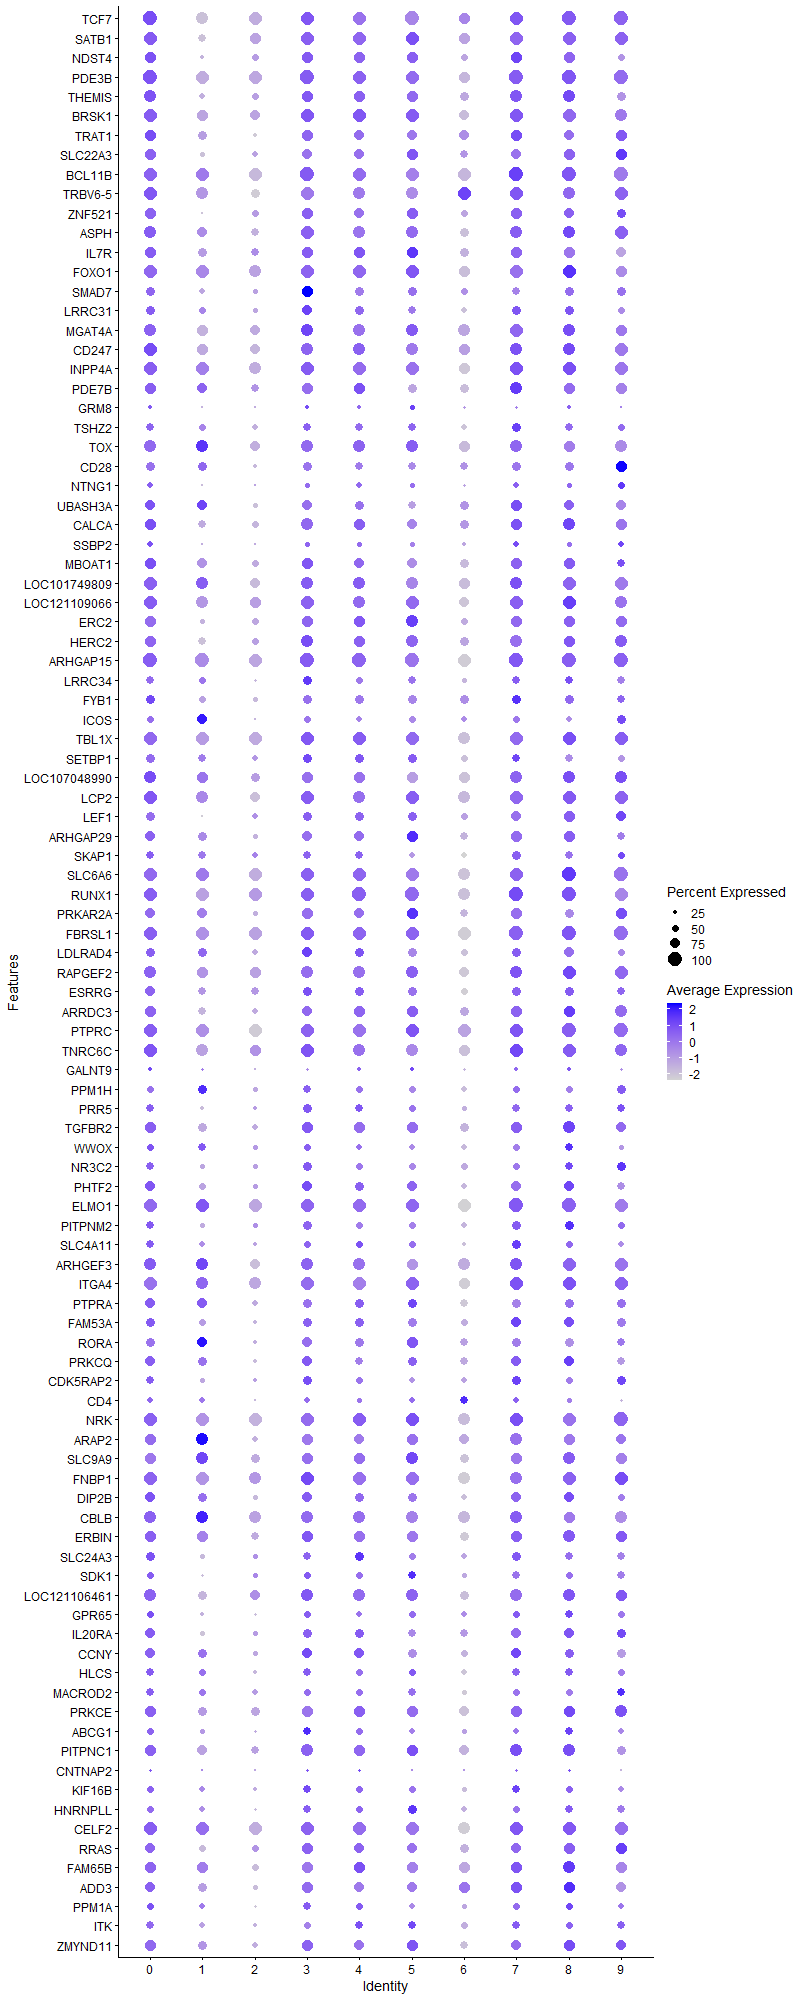 TCF7
SATB1
NDST4
PDE3B
THEMIS
BRSK1
TRAT1
SLC22A3
BCL11B
TRBV6-5
ZNF521
ASPH
IL7R
FOXO1
SMAD7
LRRC31
MGAT4A
CD247
INPP4A
PDE7B
GRM8
TSHZ2
TOX
CD28
NTNG1
UBASH3A
CALCA
SSBP2
MBOAT1
LOC101749809
LOC121109066
ERC2
HERC2
ARHGAP15
LRRC34
FYB1
ICOS
TBL1X
SETBP1
LOC107048990
LCP2
LEF1
ARHGAP29
SKAP1
SLC6A6
RUNX1
PRKAR2A
FBRSL1
LDLRAD4
RAPGEF2
ESRRG
ARRDC3
PTPRC
TNRC6C
GALNT9
PPM1H
PRR5
TGFBR2
WWOX
NR3C2
PHTF2
ELMO1
PITPNM2
SLC4A11
ARHGEF3
ITGA4
PTPRA
FAM53A
RORA
PRKCQ
CDK5RAP2
CD4
NRK
ARAP2
SLC9A9
FNBP1
DIP2B
CBLB
ERBIN
SLC24A3
SDK1
LOC121106461
GPR65
IL20RA
CCNY
HLCS
MACROD2
PRKCE
ABCG1
PITPNC1
CNTNAP2
KIF16B
HNRNPLL
CELF2
RRAS
FAM65B
ADD3
PPM1A
ITK
ZMYND11
Features
0 1 2 3 4 5 6 7 8 9
Identity
Percent Expressed
25
50
75
100
Average Expression
2
1
0
-1
-2